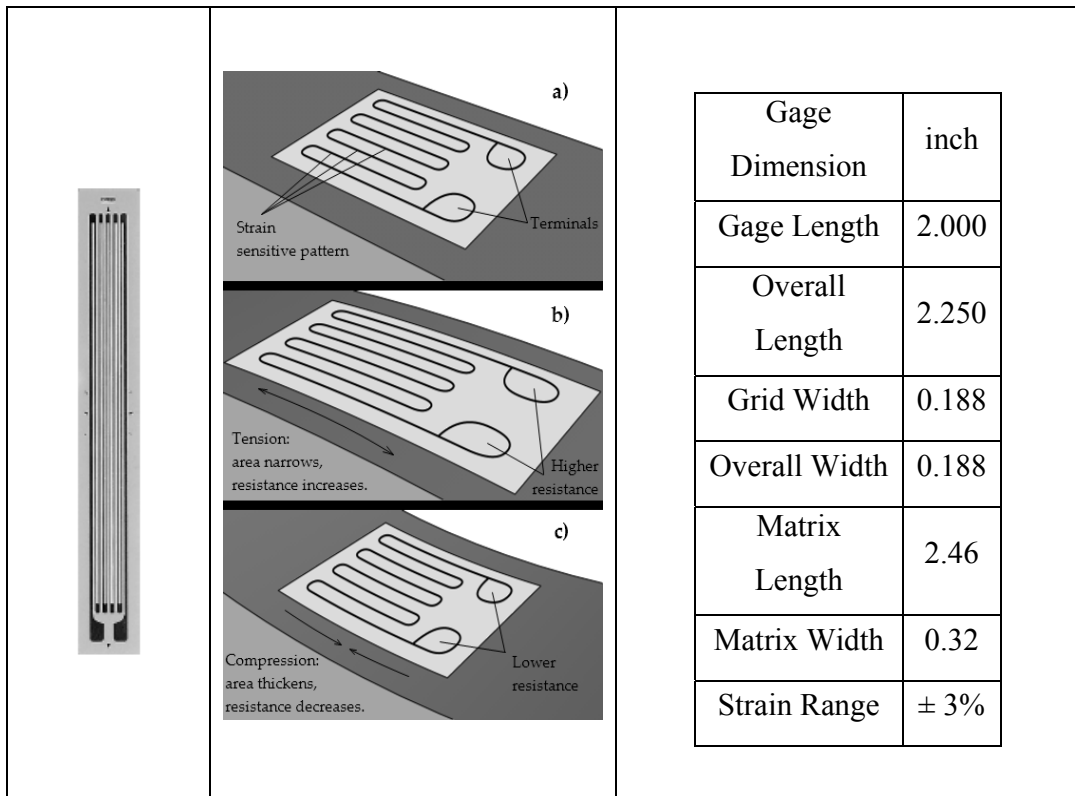 a)
Strain
sensitive pattern
Terminals
b)
Tension:
area narrows,
resistance increases.
Higher
resistance
c)
Compression:
area thickens,
resistance decreases.
Lower
resistance
Gage
Dimension
inch
Gage Length 2.000
Overall
Length
2.250
Grid Width 0.188
Overall Width 0.188
Matrix
Length
2.46
Matrix Width 0.32
Strain Range ± 3%